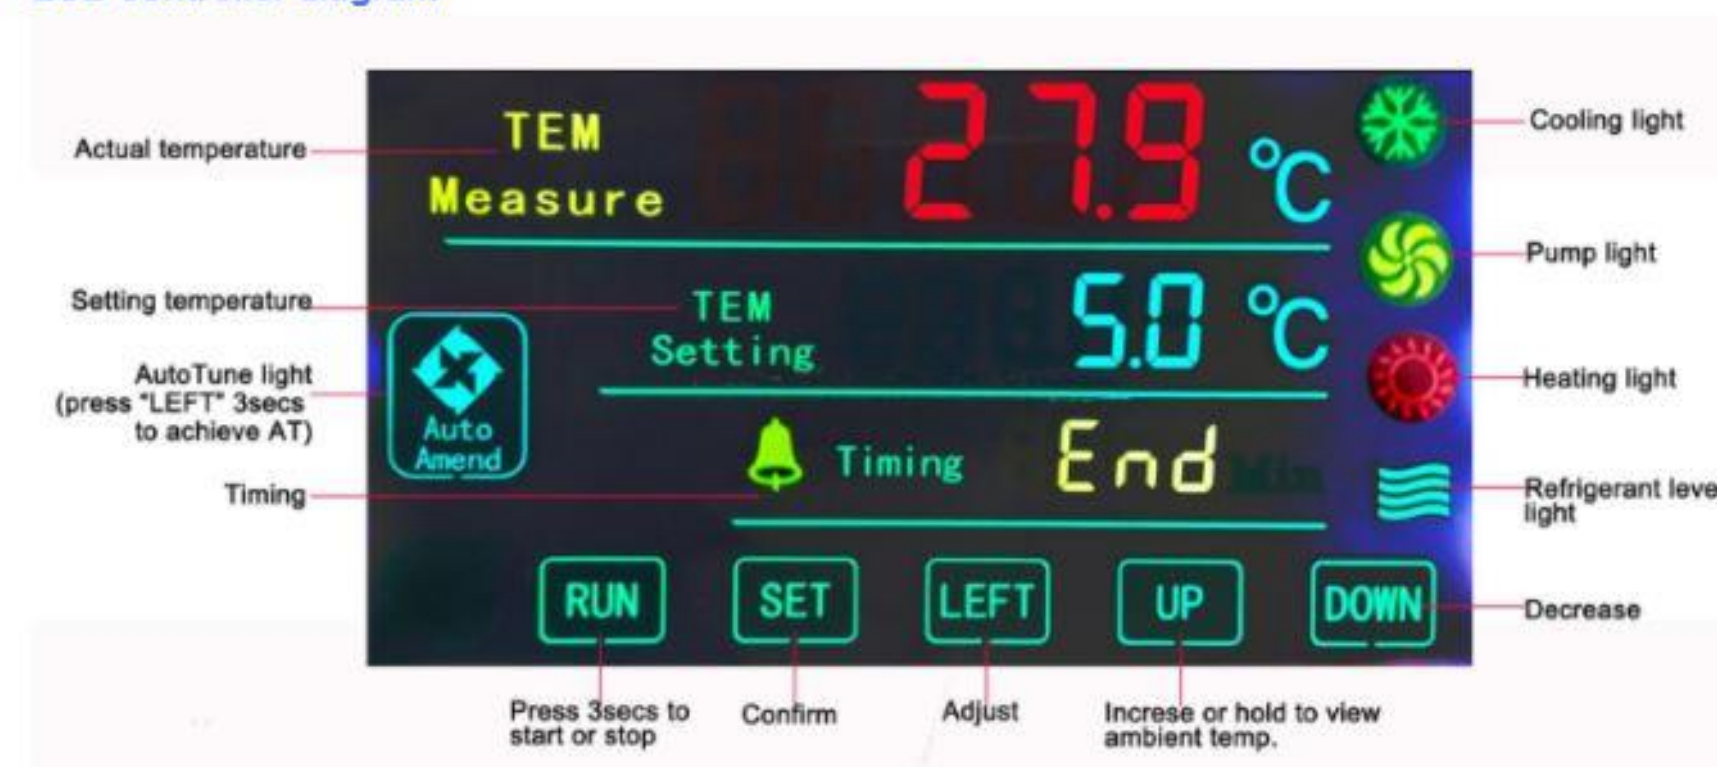 Actual temperature
TEM
Measure
27.9 °C
Cooling light
Pump light
Setting temperature
TEM
Setting
5.0 °C
Heating light
AutoTune light
(press "LEFT" 3secs
to achieve AT)
Auto
Amend
Timing
Timing End
Min
Refrigerant leve
light
RUN SET LEFT UP DOWN
Decrease
Press 3secs to
start or stop
Confirm
Adjust
Increse or hold to view
ambient temp.